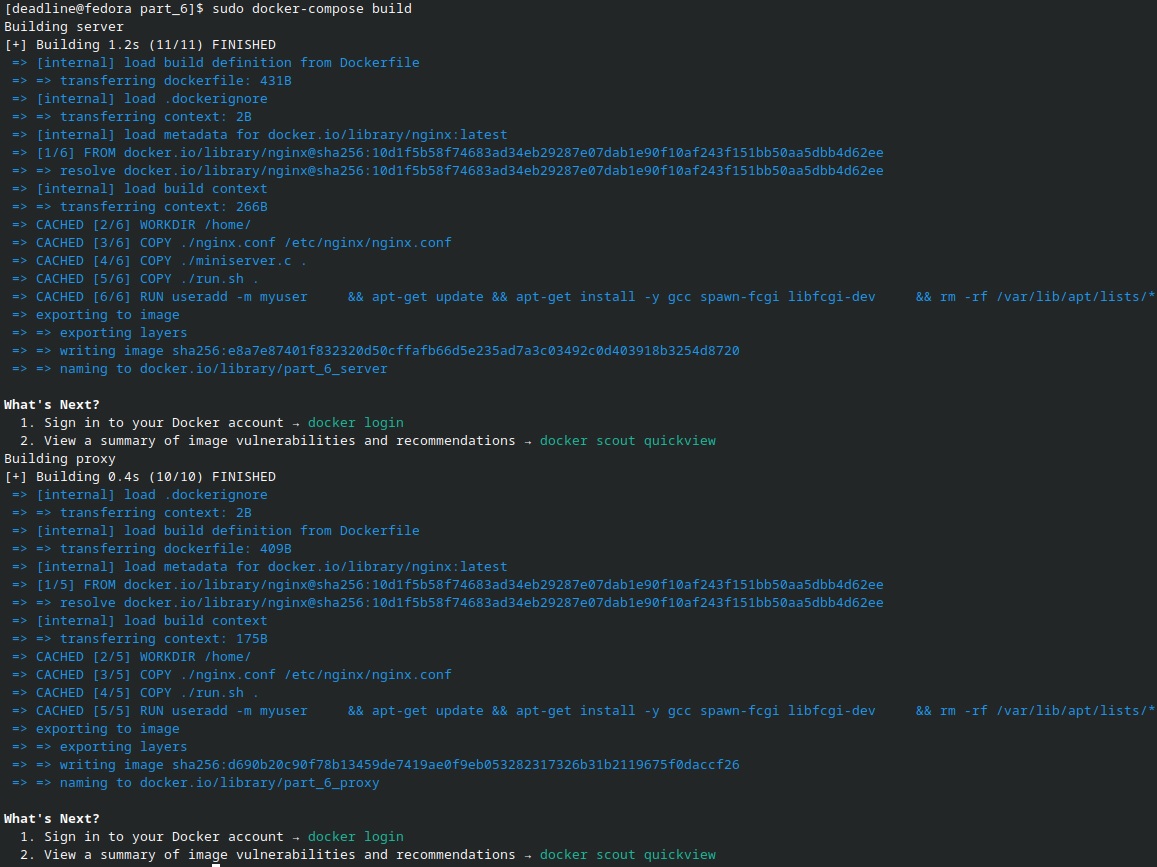 [deadline@fedora part_6]$ sudo docker-compose build
Building server
[+] Building 1.2s (11/11) FINISHED
=> [internal] load build definition from Dockerfile
=> => transferring dockerfile: 431B
=> [internal] load .dockerignore
=> => transferring context: 2B
=> [internal] load metadata for docker.io/library/nginx:latest
=> [1/6] FROM docker.io/library/nginx@sha256:10d1f5b58f74683ad34eb29287e07dab1e90f10af243f151bb50aa5dbb4d62ee
=> => resolve docker.io/library/nginx@sha256:10d1f5b58f74683ad34eb29287e07dab1e90f10af243f151bb50aa5dbb4d62ee
=> [internal] load build context
=> => transferring context: 266B
=> CACHED [2/6] WORKDIR /home/
=> CACHED [3/6] COPY ./nginx.conf /etc/nginx/nginx.conf
=> CACHED [4/6] COPY ./miniserver.c .
=> CACHED [5/6] COPY ./run.sh .
=> CACHED [6/6] RUN useradd -m myuser     && apt-get update && apt-get install -y gcc spawn-fcgi libfcgi-dev     && rm -rf /var/lib/apt/lists/*
=> exporting to image
=> => exporting layers
=> => writing image sha256:e8a7e87401f832320d50cffafb66d5e235ad7a3c03492c0d403918b3254d8720
=> => naming to docker.io/library/part_6_server
What's Next?
1. Sign in to your Docker account → docker login
2. View a summary of image vulnerabilities and recommendations → docker scout quickview
Building proxy
[+] Building 0.4s (10/10) FINISHED
=> [internal] load .dockerignore
=> => transferring context: 2B
=> [internal] load build definition from Dockerfile
=> => transferring dockerfile: 409B
=> [internal] load metadata for docker.io/library/nginx:latest
=> [1/5] FROM docker.io/library/nginx@sha256:10d1f5b58f74683ad34eb29287e07dab1e90f10af243f151bb50aa5dbb4d62ee
=> => resolve docker.io/library/nginx@sha256:10d1f5b58f74683ad34eb29287e07dab1e90f10af243f151bb50aa5dbb4d62ee
=> [internal] load build context
=> => transferring context: 175B
=> CACHED [2/5] WORKDIR /home/
=> CACHED [3/5] COPY ./nginx.conf /etc/nginx/nginx.conf
=> CACHED [4/5] COPY ./run.sh .
=> CACHED [5/5] RUN useradd -m myuser     && apt-get update && apt-get install -y gcc spawn-fcgi libfcgi-dev     && rm -rf /var/lib/apt/lists/*
=> exporting to image
=> => exporting layers
=> => writing image sha256:d690b20c90f78b13459de7419ae0f9eb053282317326b31b2119675f0daccf26
=> => naming to docker.io/library/part_6_proxy
What's Next?
1. Sign in to your Docker account → docker login
2. View a summary of image vulnerabilities and recommendations → docker scout quickview